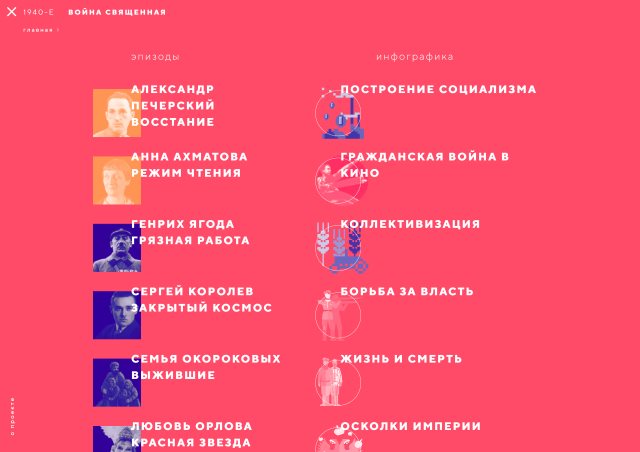 1940-Е ВОЙНА СВЯЩЕННАЯ
ГЛАВНАЯ
эпизоды
АЛЕКСАНДР
ПЕЧЕРСКИЙ
ВОССТАНИЕ
АННА АХМАТОВА
РЕЖИМ ЧТЕНИЯ
ГЕНРИХ ЯГОДА
ГРЯЗНАЯ РАБОТА
СЕРГЕЙ КОРОЛЕВ
ЗАКРЫТЫЙ КОСМОС
СЕМЬЯ ОКОРОКОВЫХ
ВЫЖИВШИЕ
ЛЮБОВЬ ОРЛОВА
КРАСНАЯ ЗВЕЗДА
инфографика
ПОСТРОЕНИЕ СОЦИАЛИЗМА
ГРАЖДАНСКАЯ ВОЙНА В
КИНО
КОЛЛЕКТИВИЗАЦИЯ
БОРЬБА ЗА ВЛАСТЬ
ЖИЗНЬ И СМЕРТЬ
ОСКОЛКИ ИМПЕРИИ
о проекте